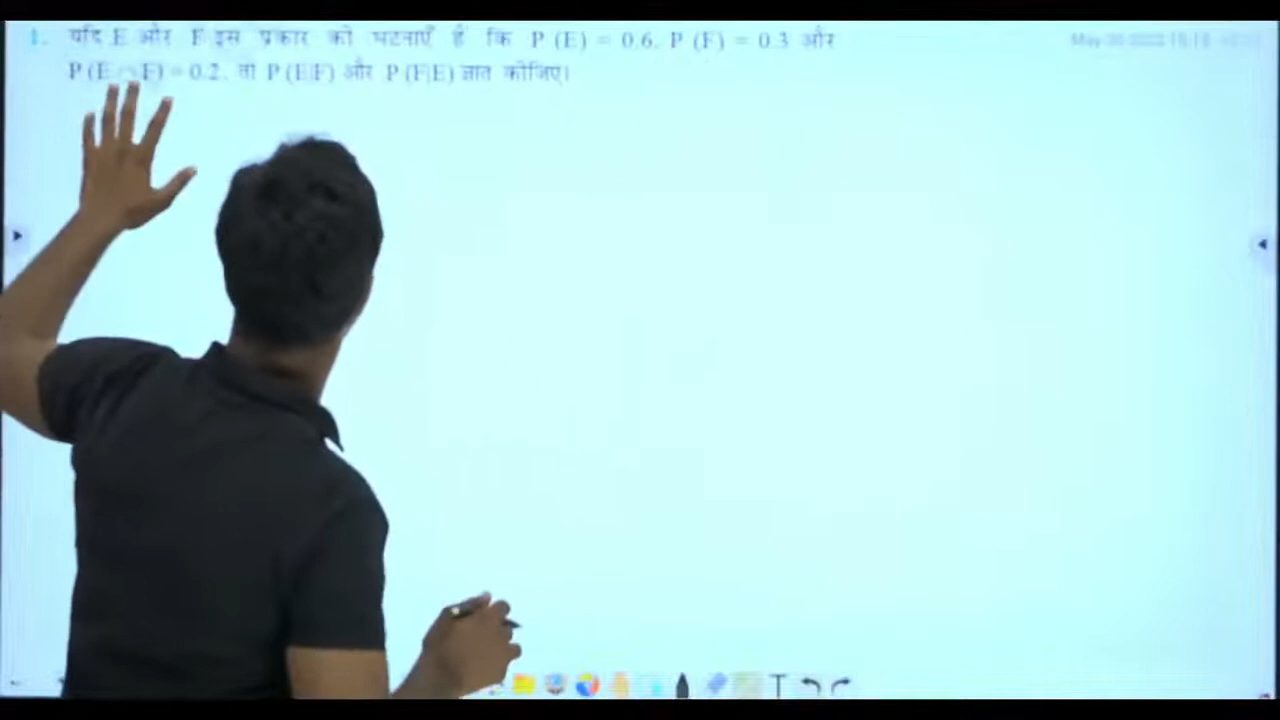 1. यदि E और F इस प्रकार की घटनाएँ हैं कि P (E) = 0.6, P (F) = 0.3 और
P (E ∩ F) = 0.2, तो P (E|F) और P (F|E) ज्ञात कीजिए।
T